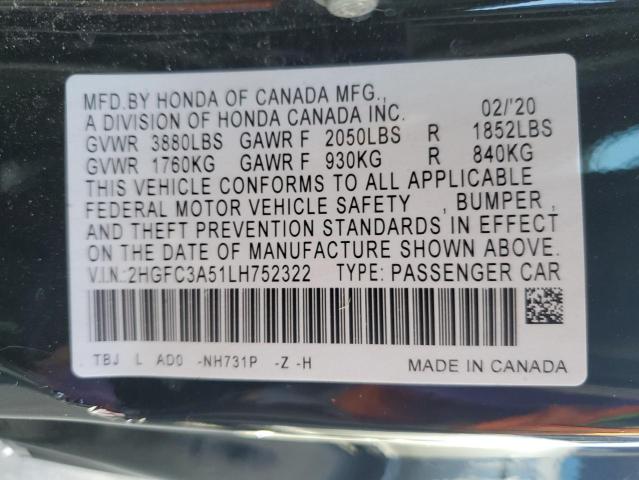 MFD.BY HONDA OF CANADA MFG.,
A DIVISION OF HONDA CANADA INC. 02/'20
GVWR 3880LBS GAWR F 2050LBS R 1852LBS
GVWR 1760KG GAWR F 930KG R 840KG
THIS VEHICLE CONFORMS TO ALL APPLICABLE
FEDERAL MOTOR VEHICLE SAFETY , BUMPER ,
AND THEFT PREVENTION STANDARDS IN EFFECT
ON THE DATE OF MANUFACTURE SHOWN ABOVE.
V.I.N.:2HGFC3A51LH752322 TYPE: PASSENGER CAR
TBJ L AD0 -NH731P -Z -H MADE IN CANADA